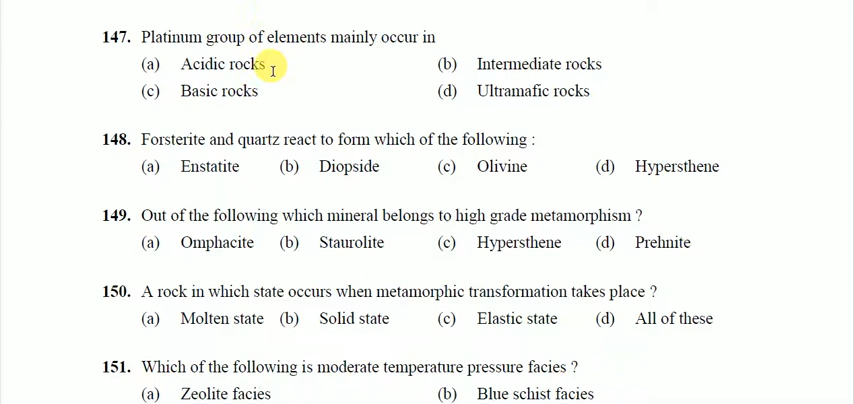 147. Platinum group of elements mainly occur in
(a) Acidic rocks (b) Intermediate rocks
(c) Basic rocks (d) Ultramafic rocks
148. Forsterite and quartz react to form which of the following :
(a) Enstatite (b) Diopside (c) Olivine (d) Hypersthene
149. Out of the following which mineral belongs to high grade metamorphism ?
(a) Omphacite (b) Staurolite (c) Hypersthene (d) Prehnite
150. A rock in which state occurs when metamorphic transformation takes place ?
(a) Molten state (b) Solid state (c) Elastic state (d) All of these
151. Which of the following is moderate temperature pressure facies ?
(a) Zeolite facies (b) Blue schist facies